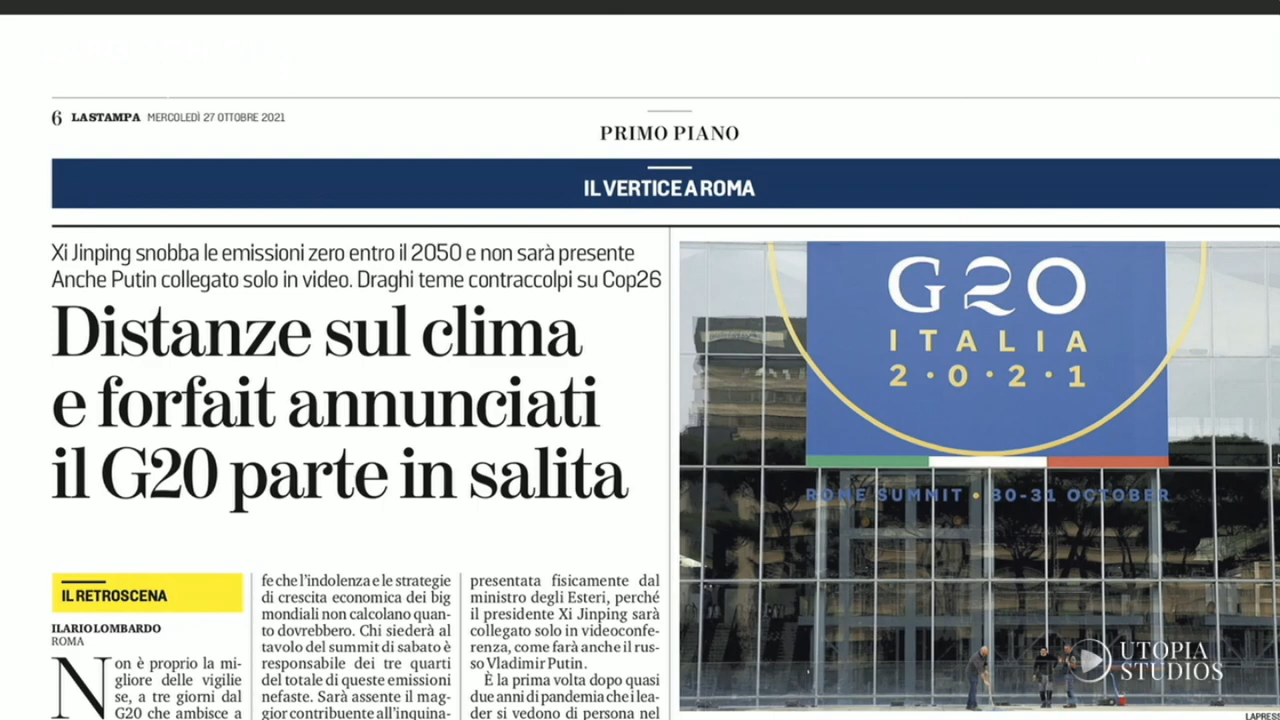 6 LA STAMPA MERCOLEDÌ 27 OTTOBRE 2021
PRIMO PIANO
IL VERTICE A ROMA
Xi Jinping snobba le emissioni zero entro il 2050 e non sarà presente
Anche Putin collegato solo in video. Draghi teme contraccolpi su Cop26
Distanze sul clima
e forfait annunciati
il G20 parte in salita
IL RETROSCENA
ILARIO LOMBARDO
ROMA
Non è proprio la mi-
gliore delle vigilie
se, a tre giorni dal
G20 che ambisce a
fe che l'indolenza e le strategie
di crescita economica dei big
mondiali non calcolano quan-
to dovrebbero. Chi siederà al
tavolo del summit di sabato è
responsabile dei tre quarti
del totale di queste emissioni
nefaste. Sarà assente il mag-
gior contribuente all'inquina-
presentata fisicamente dal
ministro degli Esteri, perché
il presidente Xi Jinping sarà
collegato solo in videoconfe-
renza, come farà anche il rus-
so Vladimir Putin.
È la prima volta dopo quasi
due anni di pandemia che i lea-
der si vedono di persona nel
G20
ITALIA
2·0·2·1
ROME SUMMIT • 30-31 OCTOBER
UTOPIA
STUDIOS
LAPRESS